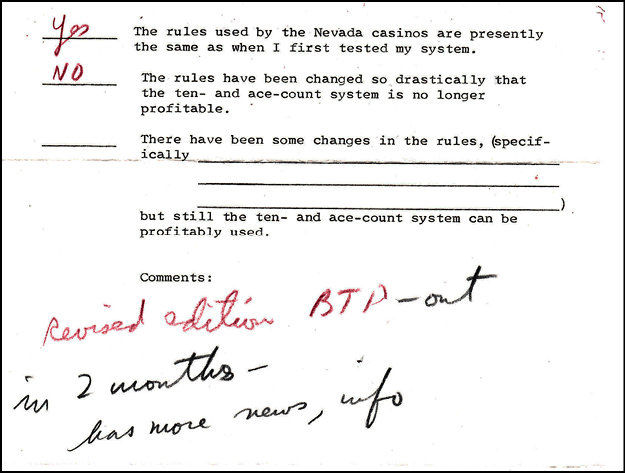 Yes The rules used by the Nevada casinos are presently
the same as when I first tested my system.
NO The rules have been changed so drastically that
the ten- and ace-count system is no longer
profitable.
There have been some changes in the rules, (specif-
ically
)
but still the ten- and ace-count system can be
profitably used.
Comments:
revised edition BTD - out
in 2 months -
has more news, info